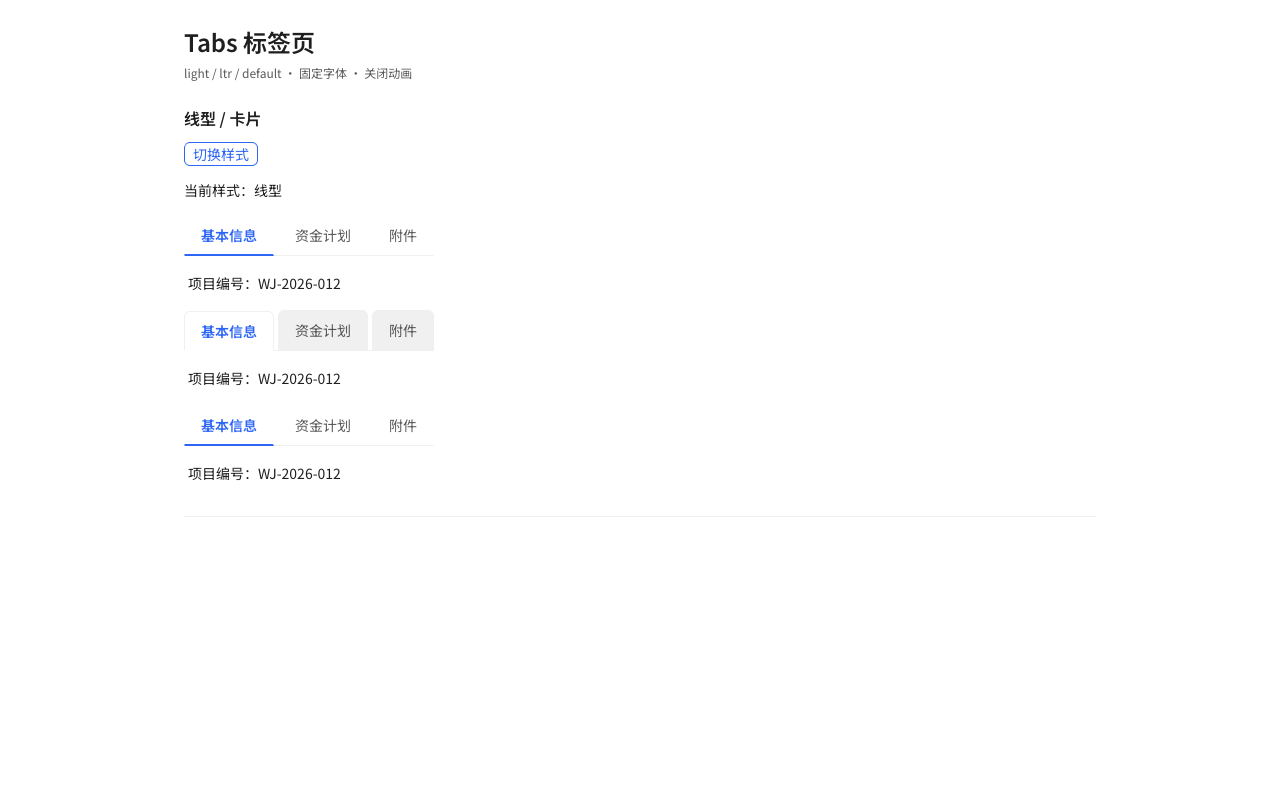 Tabs 标签页
light / ltr / default ・ 固定字体 ・ 关闭动画
线型 / 卡片
切换样式
当前样式：线型
基本信息 资金计划 附件
项目编号：WJ-2026-012
基本信息 资金计划 附件
项目编号：WJ-2026-012
基本信息 资金计划 附件
项目编号：WJ-2026-012